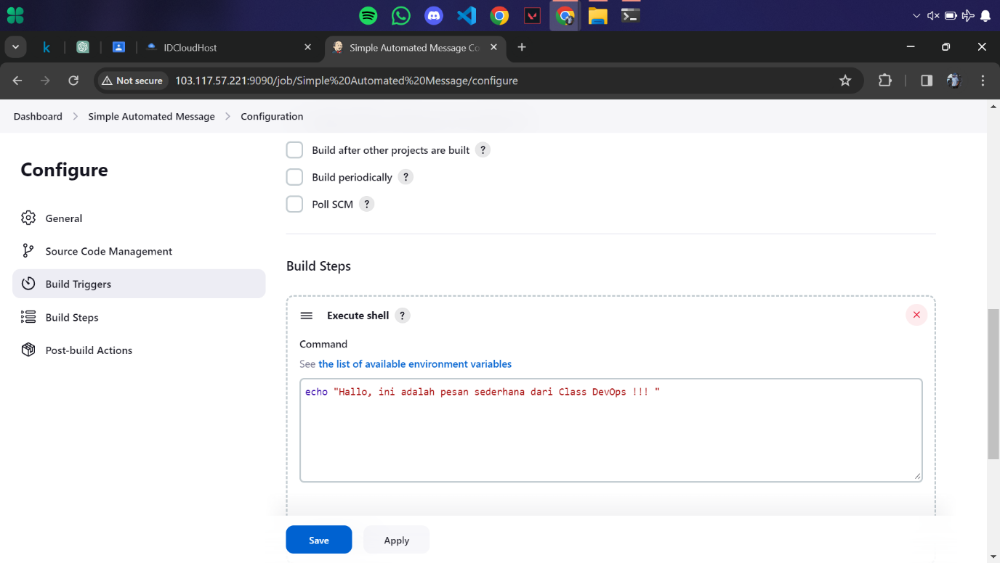 IDCloudHost
Simple Automated Message Co
Not secure
103.117.57.221:9090/job/Simple%20Automated%20Message/configure
Dashboard > Simple Automated Message > Configuration
Configure
General
Source Code Management
Build Triggers
Build Steps
Post-build Actions
Build after other projects are built ?
Build periodically ?
Poll SCM ?
Build Steps
Execute shell ?
Command
See the list of available environment variables
echo "Hallo, ini adalah pesan sederhana dari Class DevOps !!! "
Save
Apply